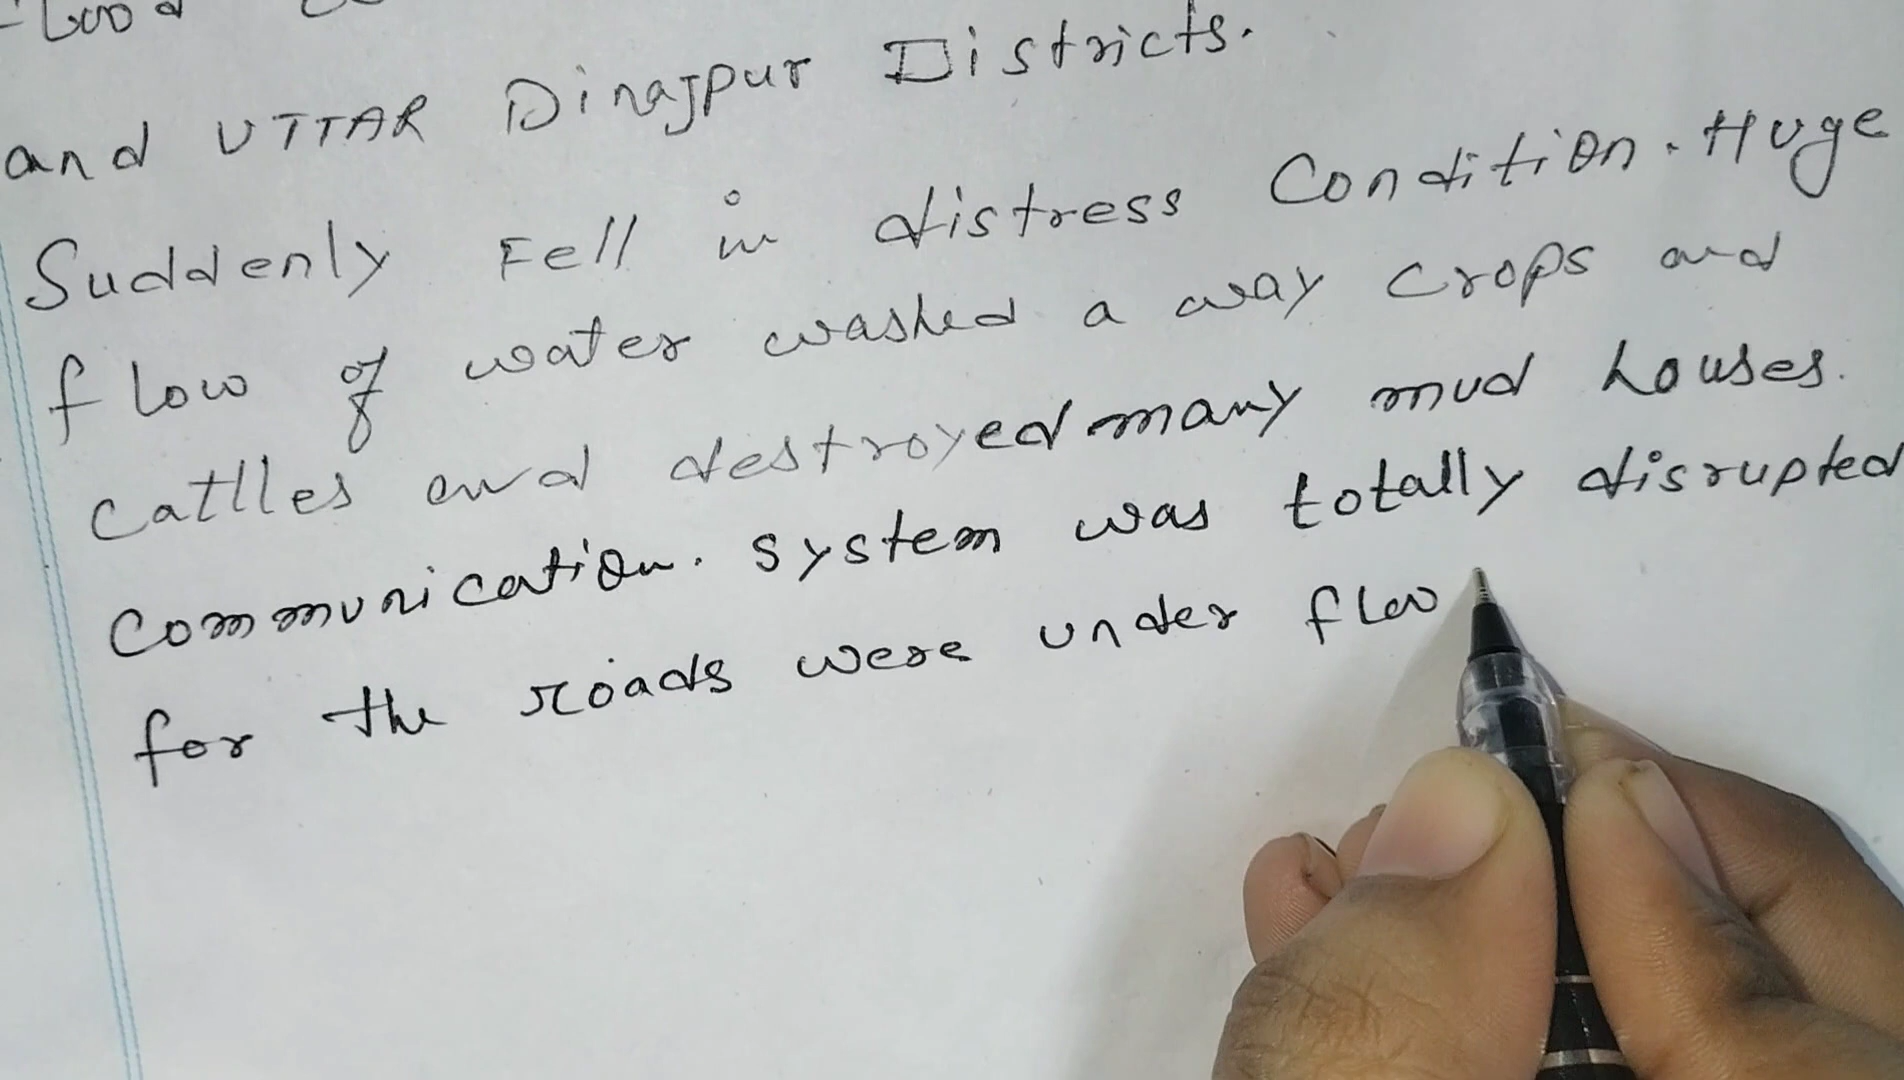 and UTTAR Dinajpur Districts.
Suddenly Fell in distress Condition. Huge
flow of water washed a way crops and
catlles and destroyed many mud houses.
Communication. system was totally disrupted
for the roads were under floo